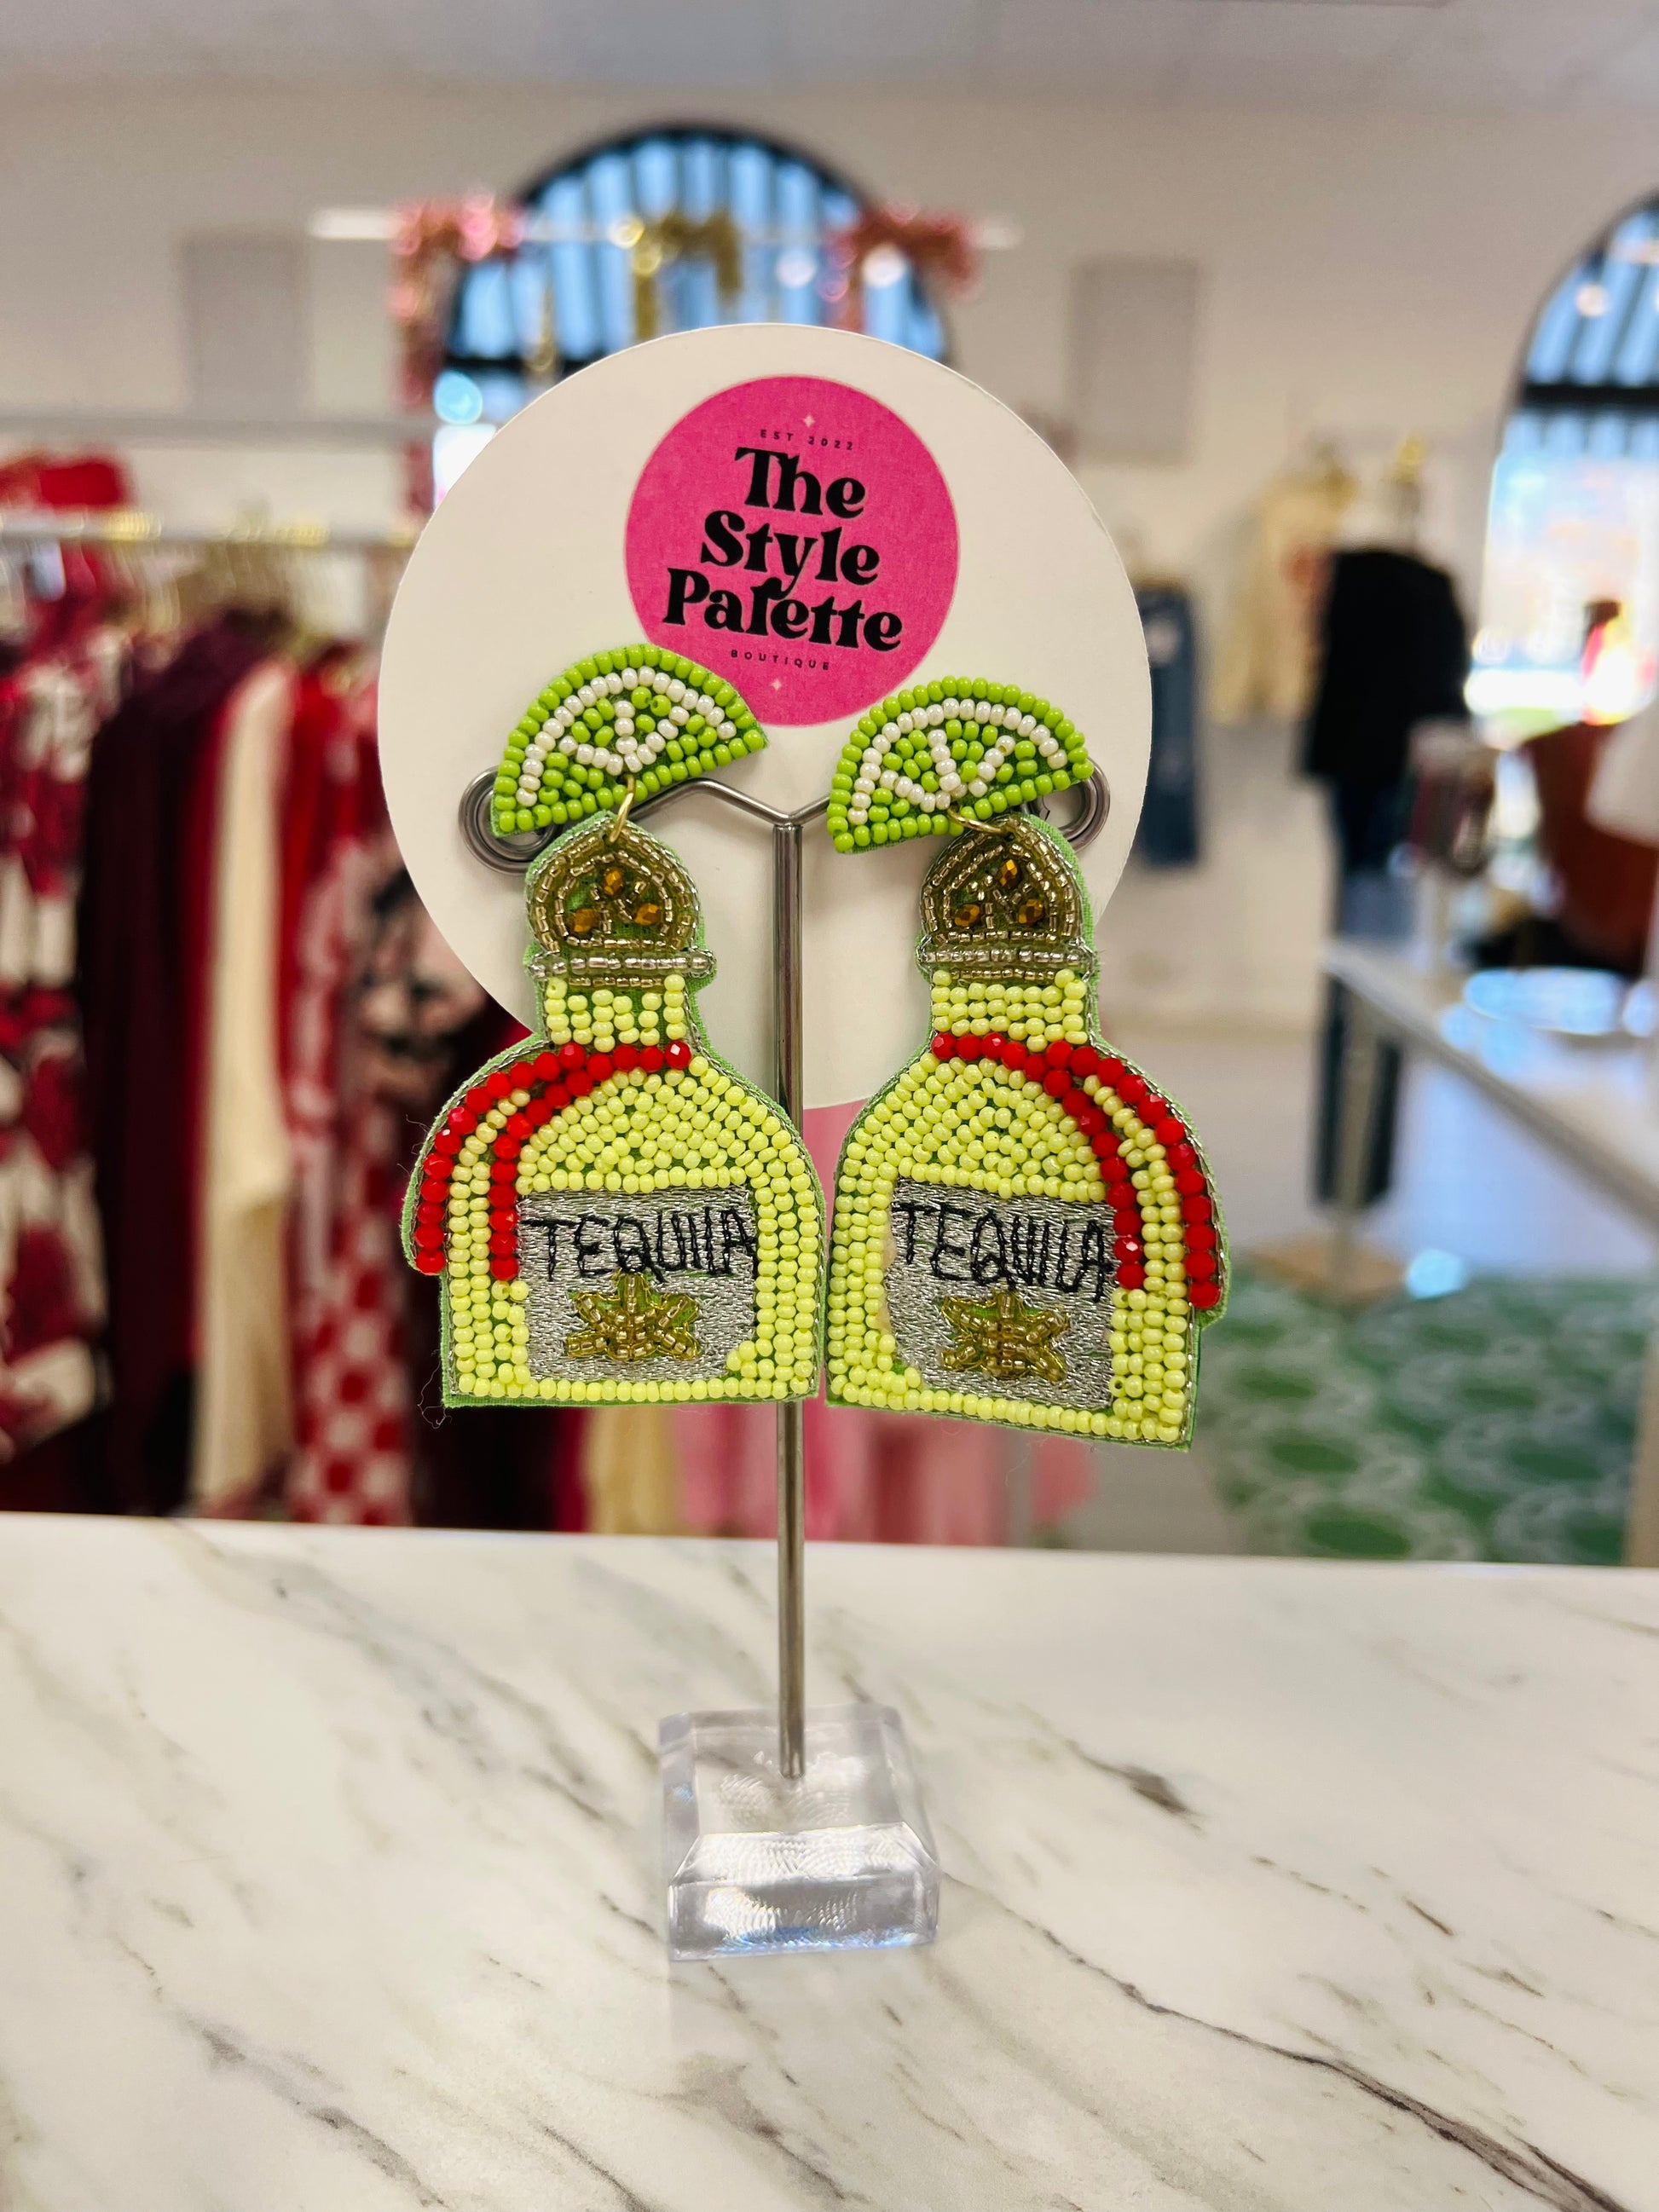 EST 2022
The
Style
Palette
BOUTIQUE
TEQUILA
TEQUILA